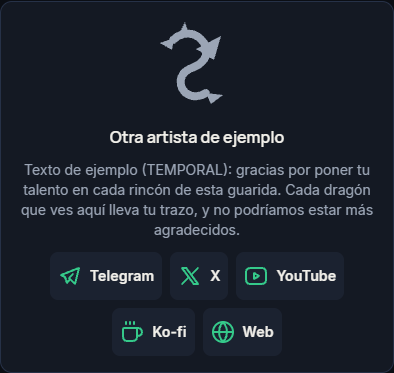 Otra artista de ejemplo
Texto de ejemplo (TEMPORAL): gracias por poner tu
talento en cada rincón de esta guarida. Cada dragón
que ves aquí lleva tu trazo, y no podríamos estar más
agradecidos.
Telegram X YouTube
Ko-fi Web